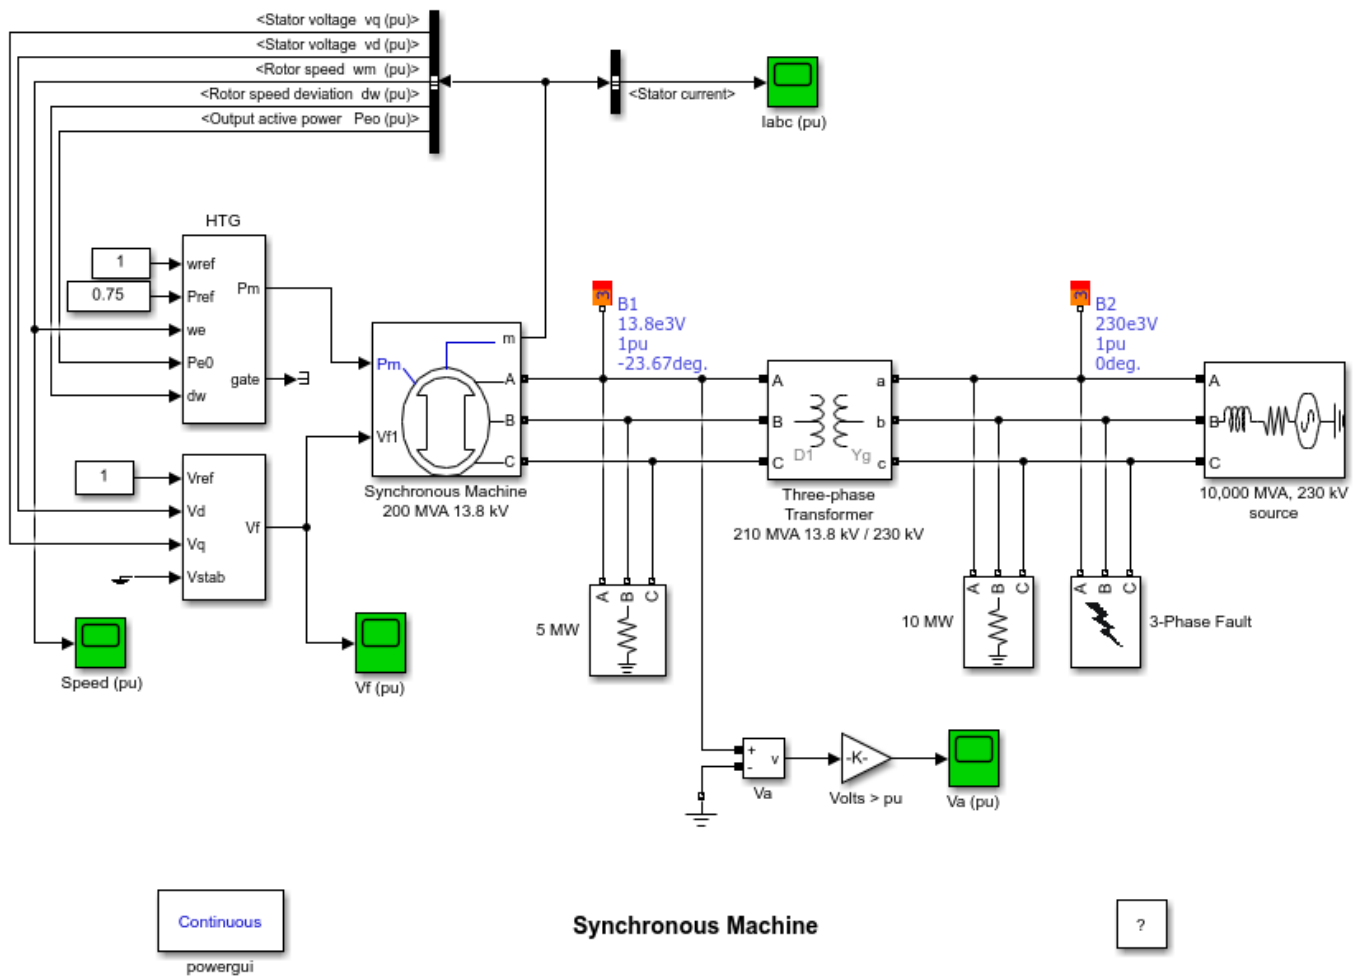 <Stator voltage  vq (pu)>
<Stator voltage  vd (pu)>
<Rotor speed  wm  (pu)>
<Rotor speed deviation  dw (pu)>
<Output active power   Peo (pu)>
<Stator current>
Iabc (pu)
HTG
1
0.75
wref
Pref
we
Pe0
dw
Pm
gate
1
Vref
Vd
Vq
Vstab
Vf
Pm
Vf1
m
A
B
C
Synchronous Machine
200 MVA 13.8 kV
3
B1
13.8e3V
1pu
-23.67deg.
A
B
C
D1
Yg
a
b
c
Three-phase
Transformer
210 MVA 13.8 kV / 230 kV
3
B2
230e3V
1pu
0deg.
A
B
C
10,000 MVA, 230 kV
source
A
B
C
5 MW
A
B
C
10 MW
A
B
C
3-Phase Fault
Speed (pu)
Vf (pu)
+
-
v
Va
-K-
Volts > pu
Va (pu)
Continuous
powergui
Synchronous Machine
?